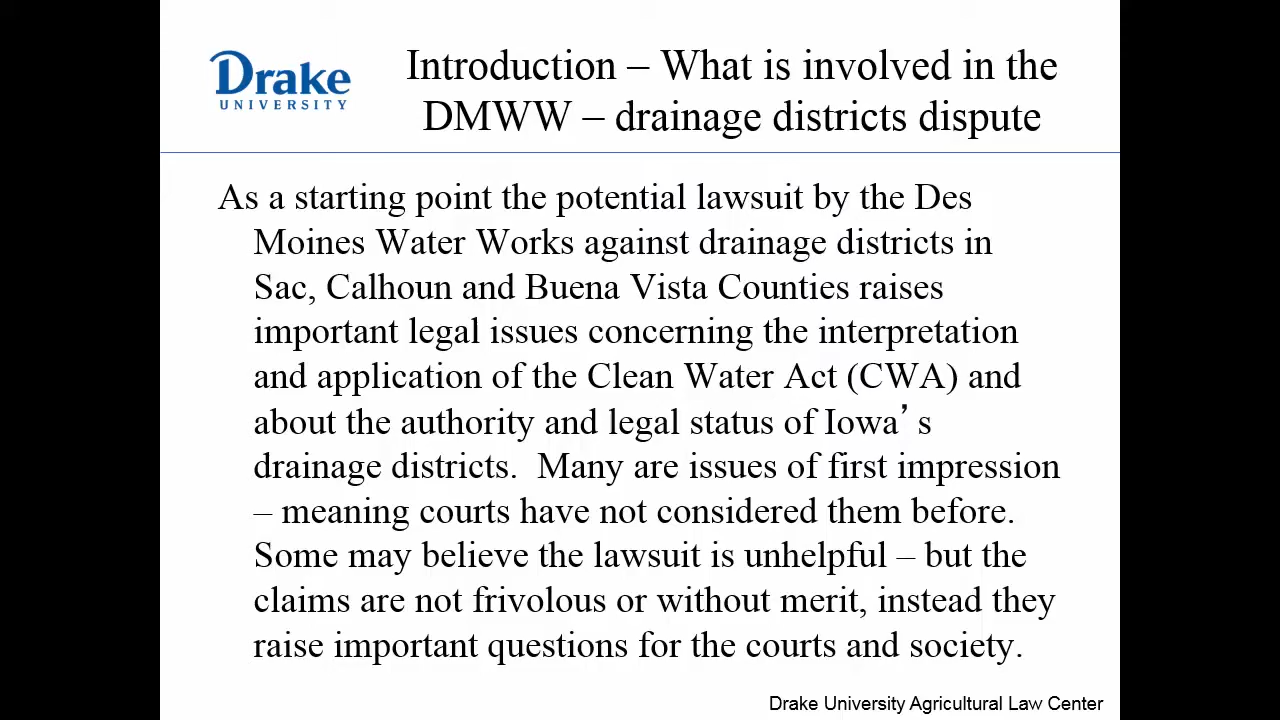 Drake
UNIVERSITY
Introduction – What is involved in the
DMWW – drainage districts dispute
As a starting point the potential lawsuit by the Des
Moines Water Works against drainage districts in
Sac, Calhoun and Buena Vista Counties raises
important legal issues concerning the interpretation
and application of the Clean Water Act (CWA) and
about the authority and legal status of Iowa’s
drainage districts.  Many are issues of first impression
– meaning courts have not considered them before.
Some may believe the lawsuit is unhelpful – but the
claims are not frivolous or without merit, instead they
raise important questions for the courts and society.
Drake University Agricultural Law Center